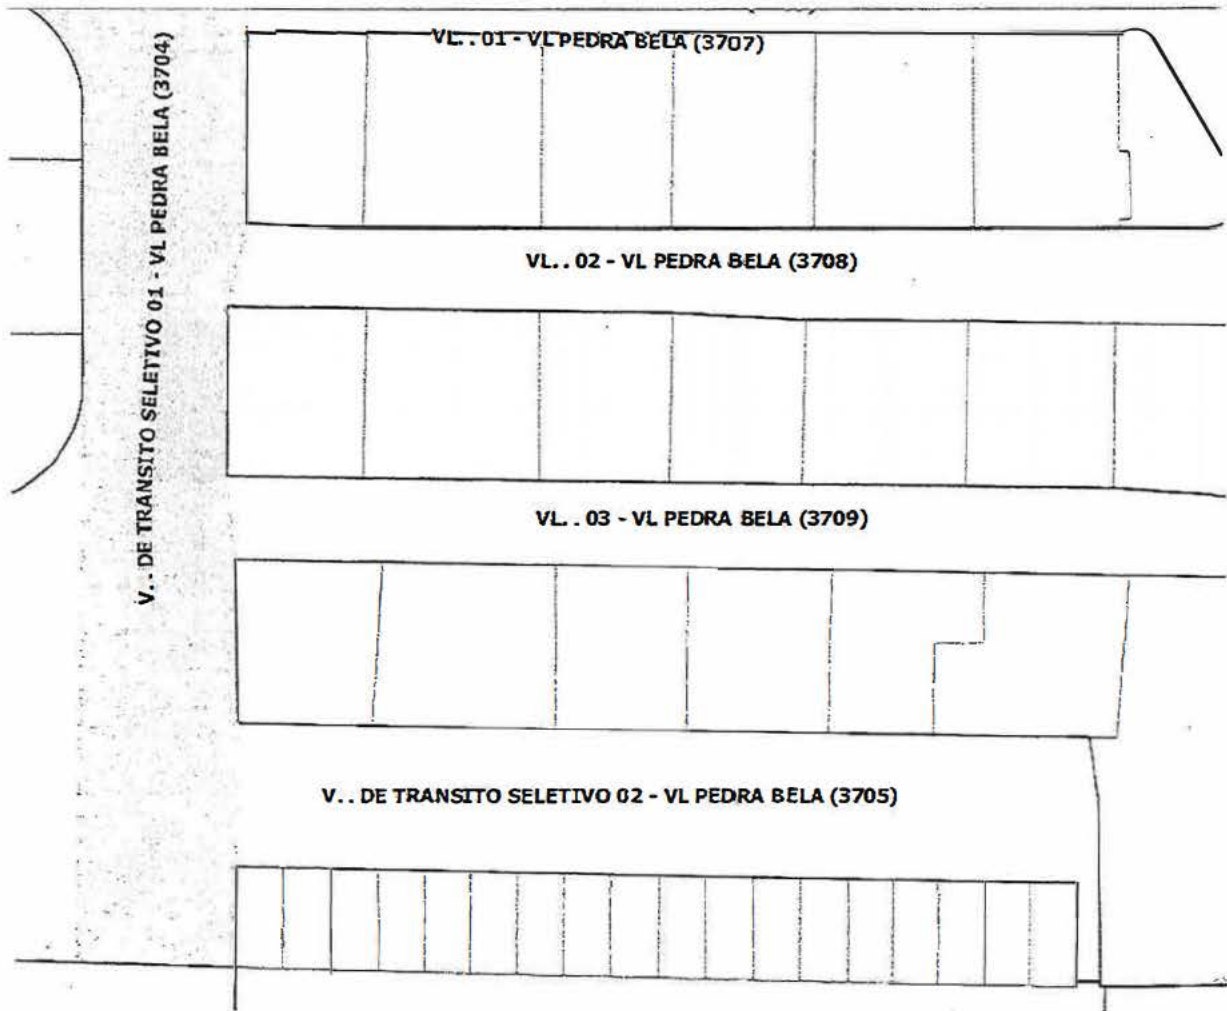 VL.. 01 - VL PEDRA BELA (3707)
V.. DE TRANSITO SELETIVO 01 - VL PEDRA BELA (3704)
VL.. 02 - VL PEDRA BELA (3708)
VL.. 03 - VL PEDRA BELA (3709)
V.. DE TRANSITO SELETIVO 02 - VL PEDRA BELA (3705)